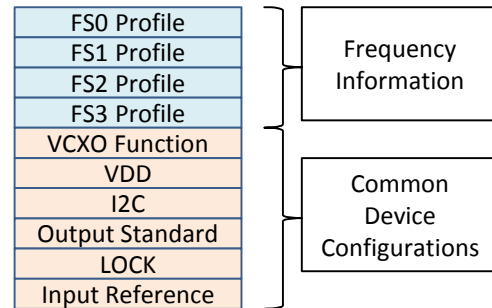 FS0 Profile
FS1 Profile
FS2 Profile
FS3 Profile
VCXO Function
VDD
I2C
Output Standard
LOCK
Input Reference
Frequency
Information
Common
Device
Configurations